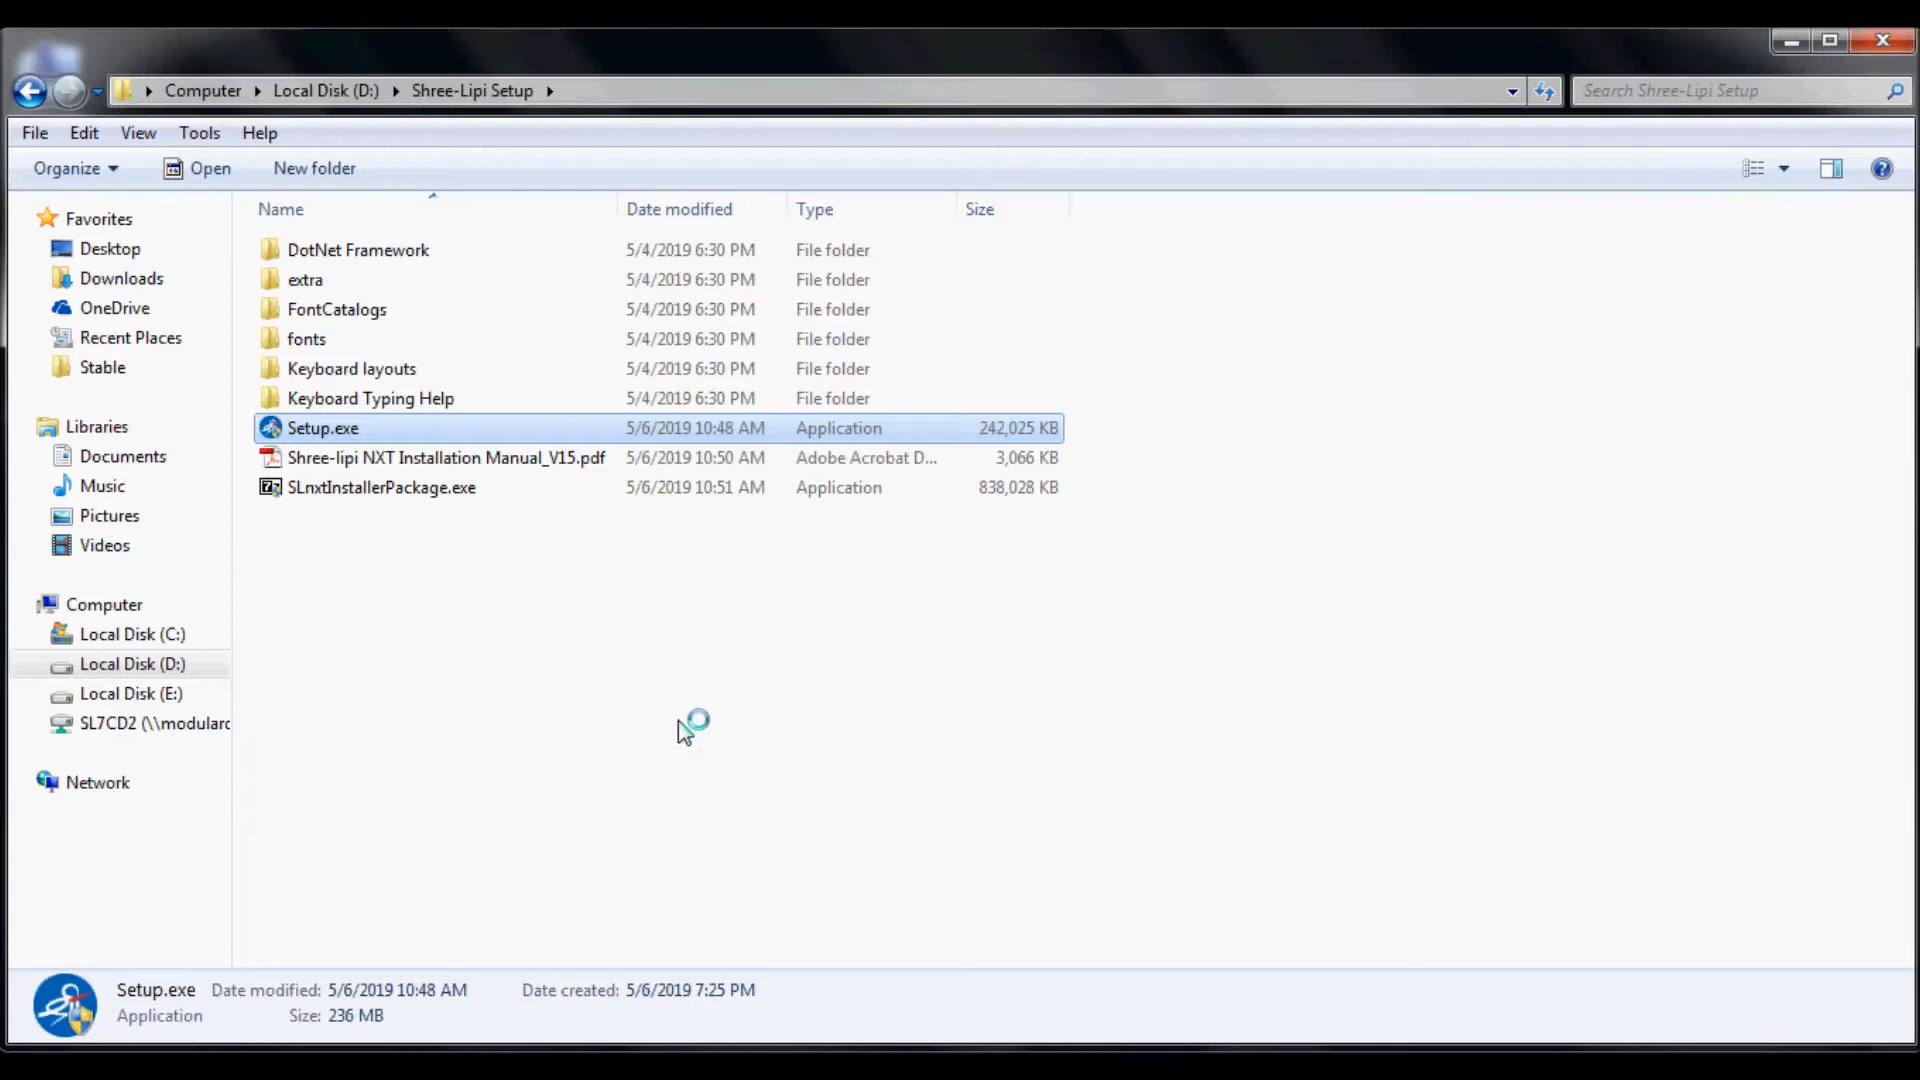 Computer Local Disk (D:) Shree-Lipi Setup Search Shree-Lipi Setup
File Edit View Tools Help
Organize Open New folder
Name Date modified Type Size
Favorites
Desktop
Downloads
OneDrive
Recent Places
Stable
Libraries
Documents
Music
Pictures
Videos
Computer
Local Disk (C:)
Local Disk (D:)
Local Disk (E:)
SL7CD2 (\\modularc
Network
DotNet Framework 5/4/2019 6:30 PM File folder
extra 5/4/2019 6:30 PM File folder
FontCatalogs 5/4/2019 6:30 PM File folder
fonts 5/4/2019 6:30 PM File folder
Keyboard layouts 5/4/2019 6:30 PM File folder
Keyboard Typing Help 5/4/2019 6:30 PM File folder
Setup.exe 5/6/2019 10:48 AM Application 242,025 KB
Shree-lipi NXT Installation Manual_V15.pdf 5/6/2019 10:50 AM Adobe Acrobat D... 3,066 KB
SLnxtInstallerPackage.exe 5/6/2019 10:51 AM Application 838,028 KB
Setup.exe Date modified: 5/6/2019 10:48 AM Date created: 5/6/2019 7:25 PM
Application Size: 236 MB